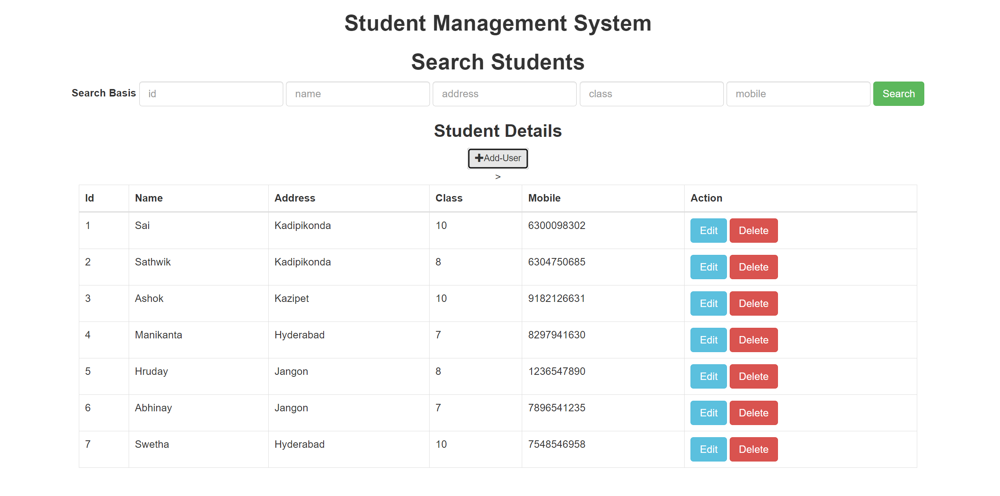 Student Management System
Search Students
Search Basis id name address class mobile Search
Student Details
+Add-User
>
Id Name Address Class Mobile Action
1 Sai Kadipikonda 10 6300098302 Edit Delete
2 Sathwik Kadipikonda 8 6304750685 Edit Delete
3 Ashok Kazipet 10 9182126631 Edit Delete
4 Manikanta Hyderabad 7 8297941630 Edit Delete
5 Hruday Jangon 8 1236547890 Edit Delete
6 Abhinay Jangon 7 7896541235 Edit Delete
7 Swetha Hyderabad 10 7548546958 Edit Delete